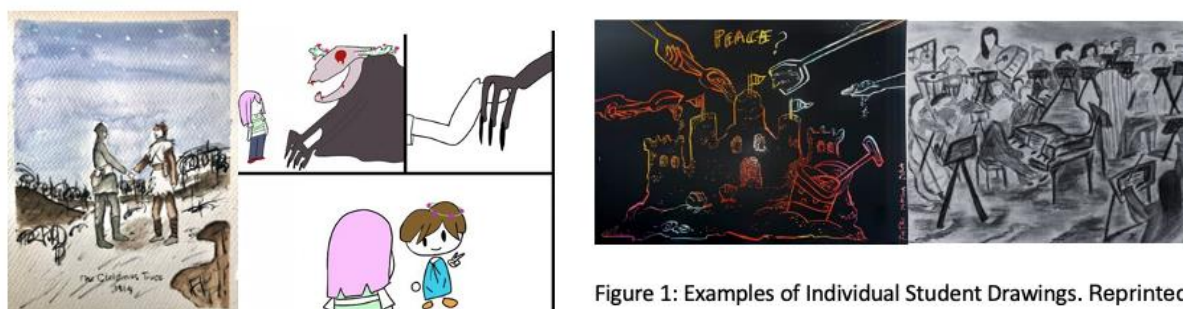 The Christmas Truce
1914
PEACE?
Figure 1: Examples of Individual Student Drawings. Reprinted